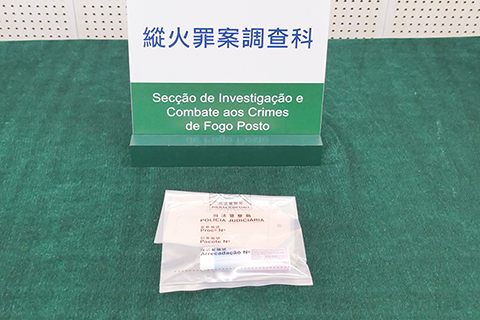 縱火罪案調查科
Secção de Investigação e
Combate aos Crimes
de Fogo Posto
司法警察局
POLÍCIA JUDICIÁRIA
Procº Nº
Pacote Nº
Arrecadação Nº